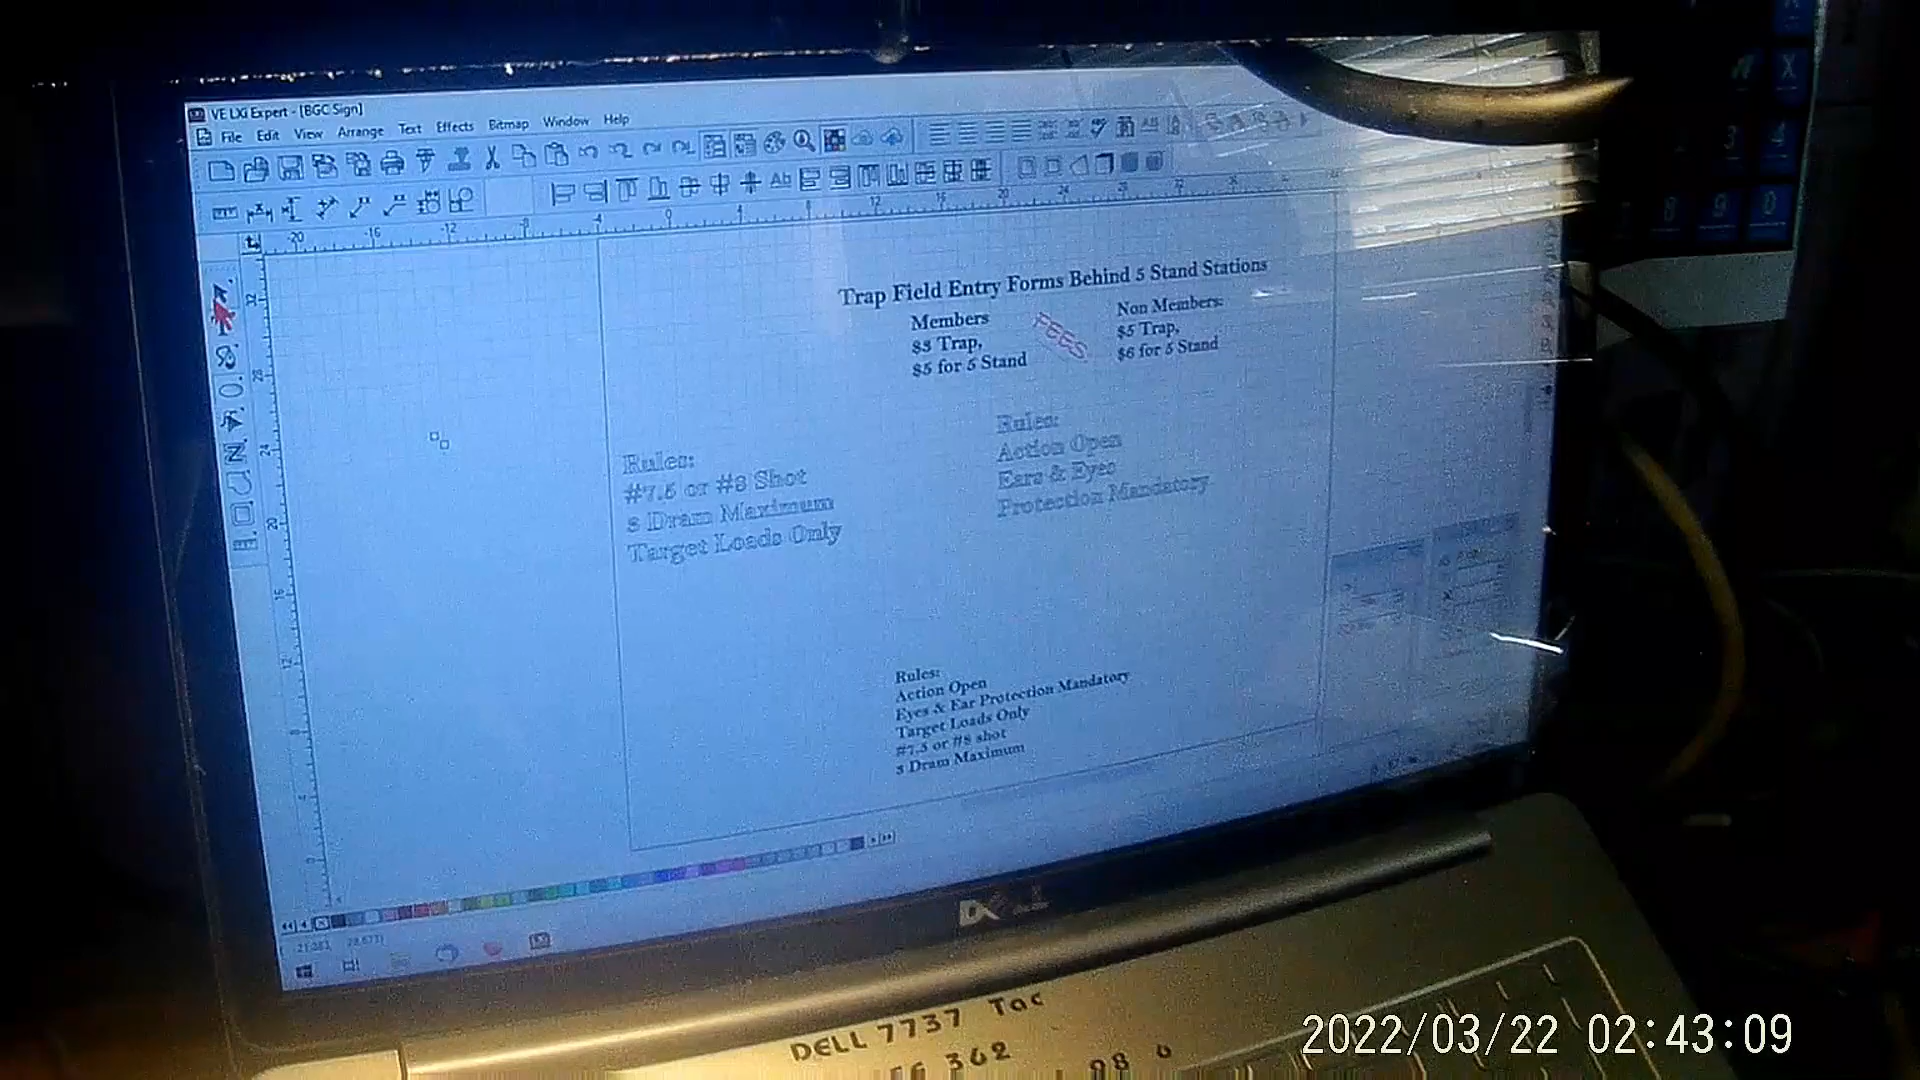 VE LXi Expert - [BGC Sign]
File Edit View Arrange Text Effects Bitmap Window Help
Trap Field Entry Forms Behind 5 Stand Stations
Members
$3 Trap,
$5 for 5 Stand
FEES
Non Members:
$5 Trap,
$6 for 5 Stand
Rules:
#7.5 or #8 Shot
3 Dram Maximum
Target Loads Only
Rules:
Action Open
Ears & Eyes
Protection Mandatory
Rules:
Action Open
Eyes & Ear Protection Mandatory
Target Loads Only
#7.5 or #8 shot
3 Dram Maximum
DELL 7737 Tac
362
2022/03/22 02:43:09